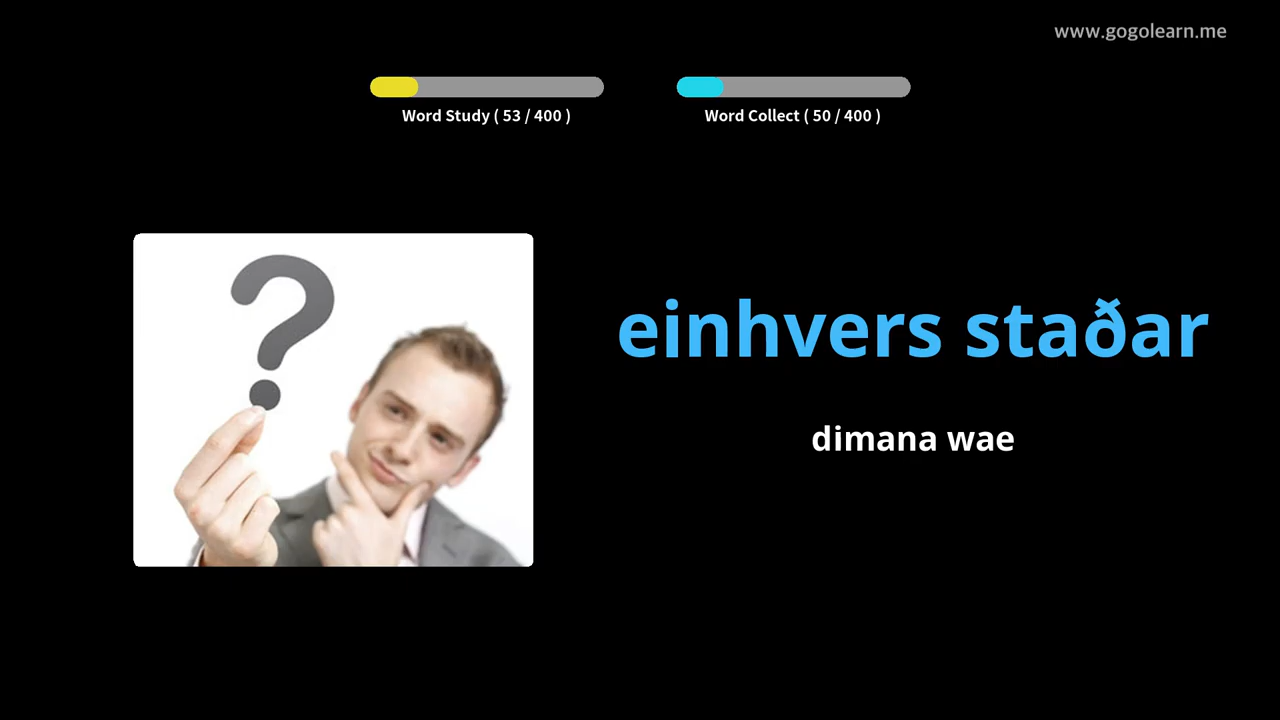 www.gogolearn.me
Word Study ( 53 / 400 )
Word Collect ( 50 / 400 )
einhvers staðar
dimana wae